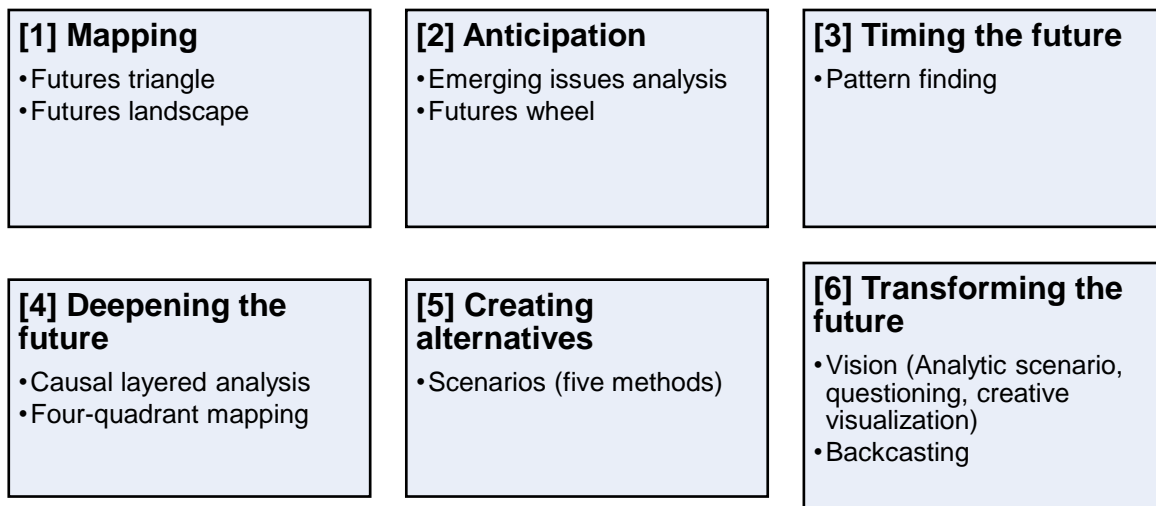 [1] Mapping
•Futures triangle
•Futures landscape
[2] Anticipation
•Emerging issues analysis
•Futures wheel
[3] Timing the future
•Pattern finding
[4] Deepening the
future
•Causal layered analysis
•Four-quadrant mapping
[5] Creating
alternatives
•Scenarios (five methods)
[6] Transforming the
future
•Vision (Analytic scenario,
questioning, creative
visualization)
•Backcasting